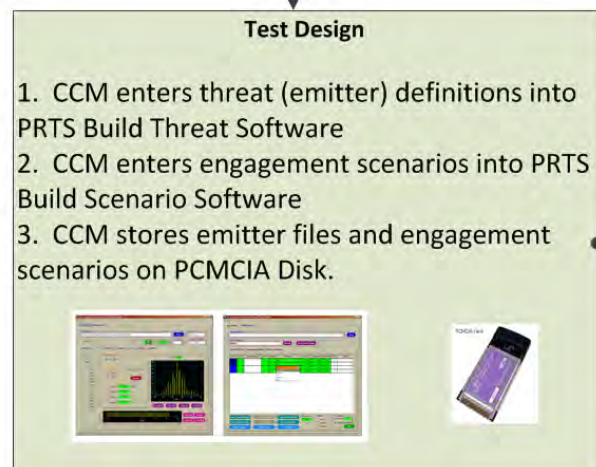 Test Design
1. CCM enters threat (emitter) definitions into
PRTS Build Threat Software
2. CCM enters engagement scenarios into PRTS
Build Scenario Software
3. CCM stores emitter files and engagement
scenarios on PCMCIA Disk.